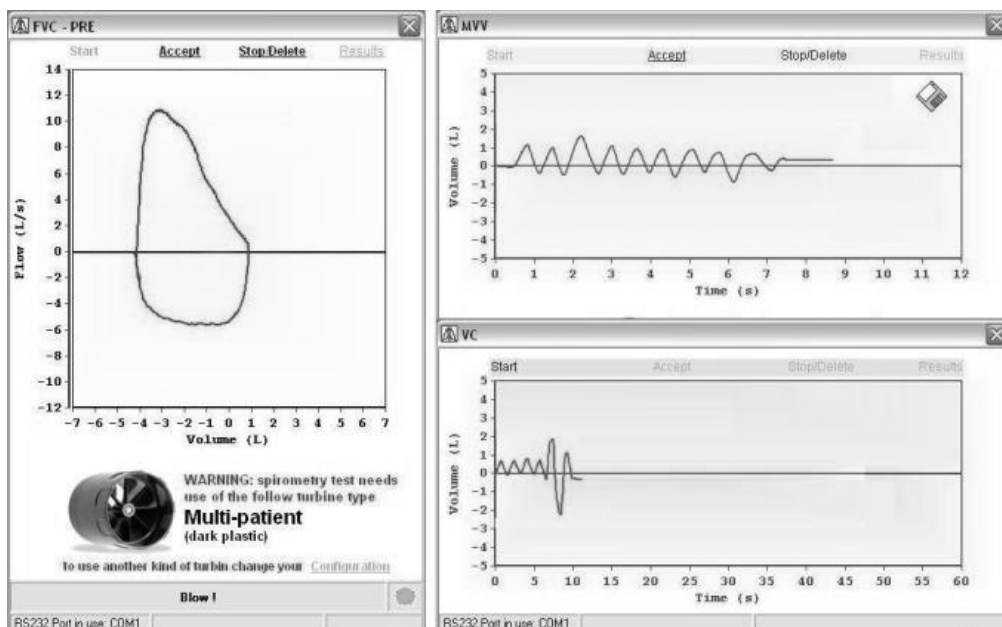 FVC - PRE
Start Accept Stop/Delete Results
14
12
10
8
6
4
2
0
-2
-4
-6
-8
-10
-12
Flow (L/s)
-7 -6 -5 -4 -3 -2 -1 0 1 2 3 4 5 6 7
Volume (L)
WARNING: spirometry test needs
use of the follow turbine type
Multi-patient
(dark plastic)
to use another kind of turbin change your Configuration
Blow !
RS232 Port in use: COM1
MVV
Start Accept Stop/Delete Results
5
4
3
2
1
0
-1
-2
-3
-4
-5
Volume (L)
0 1 2 3 4 5 6 7 8 9 10 11 12
Time (s)
VC
Start Accept Stop/Delete Results
5
4
3
2
1
0
-1
-2
-3
-4
-5
Volume (L)
0 5 10 15 20 25 30 35 40 45 50 55 60
Time (s)
RS232 Port in use: COM1